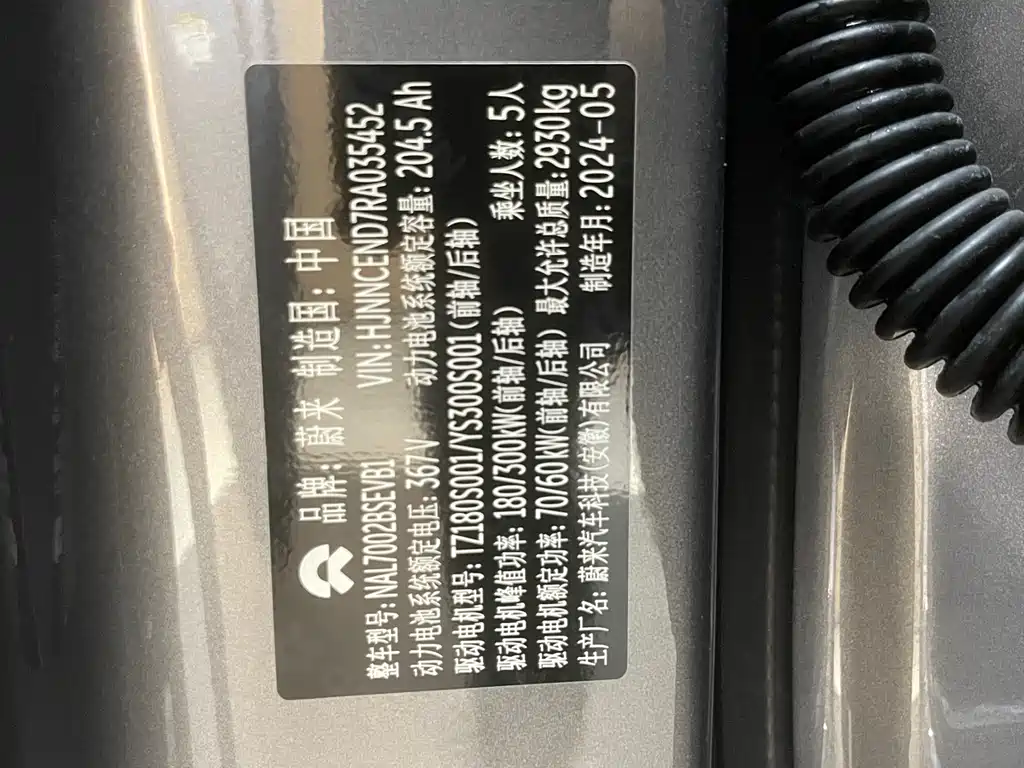 品牌：蔚来 制造国：中国
整车型号：NAL7002BSEVB1 VIN:HJNNCEND7RA035452
动力电池系统额定电压：367V 动力电池系统额定容量：204.5Ah
驱动电机型号：TZ180S001/YS300S001(前轴/后轴)
驱动电机峰值功率：180/300kW(前轴/后轴) 乘坐人数：5人
驱动电机额定功率：70/60kW(前轴/后轴) 最大允许总质量：2930kg
生产厂名：蔚来汽车科技(安徽)有限公司 制造年月：2024-05